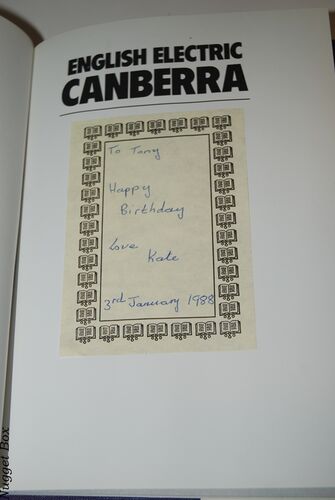 ENGLISH ELECTRIC
CANBERRA
To Tony
Happy
Birthday
Love
Kate
3rd January 1988
Nugget Box